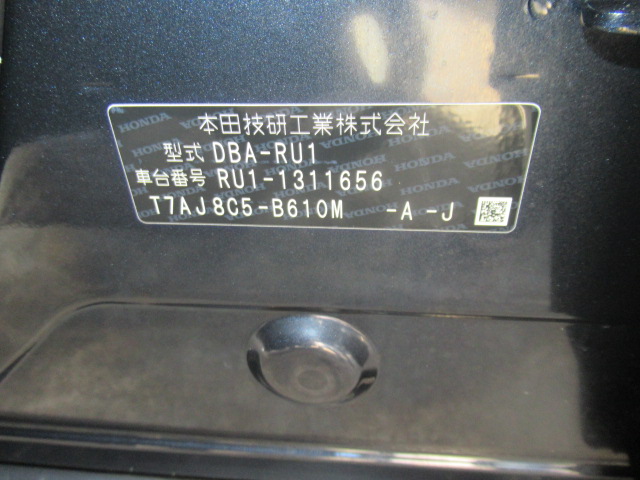 本田技研工業株式会社
型式 DBA-RU1
車台番号 RU1-1311656
T7AJ8C5-B610M -A -J